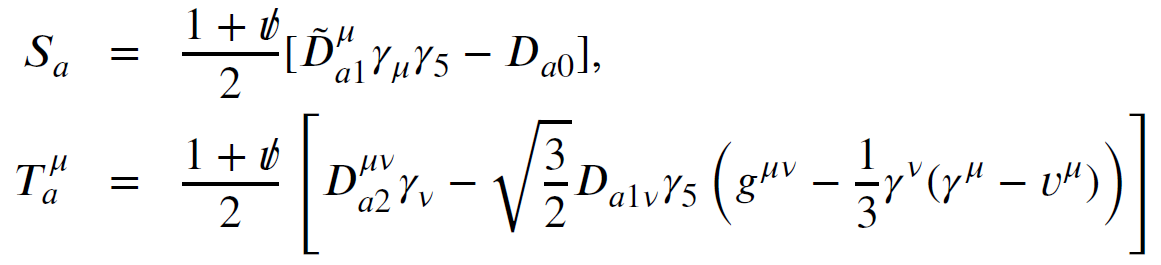 $S_a = \frac{1+\slashed{v}}{2}[\tilde{D}^{\mu}_{a1}\gamma_{\mu}\gamma_5 - D_{a0}],$
$T^{\mu}_a = \frac{1+\slashed{v}}{2}\left[D^{\mu\nu}_{a2}\gamma_{\nu} - \sqrt{\frac{3}{2}}D_{a1\nu}\gamma_5\left(g^{\mu\nu} - \frac{1}{3}\gamma^{\nu}(\gamma^{\mu} - v^{\mu})\right)\right]$